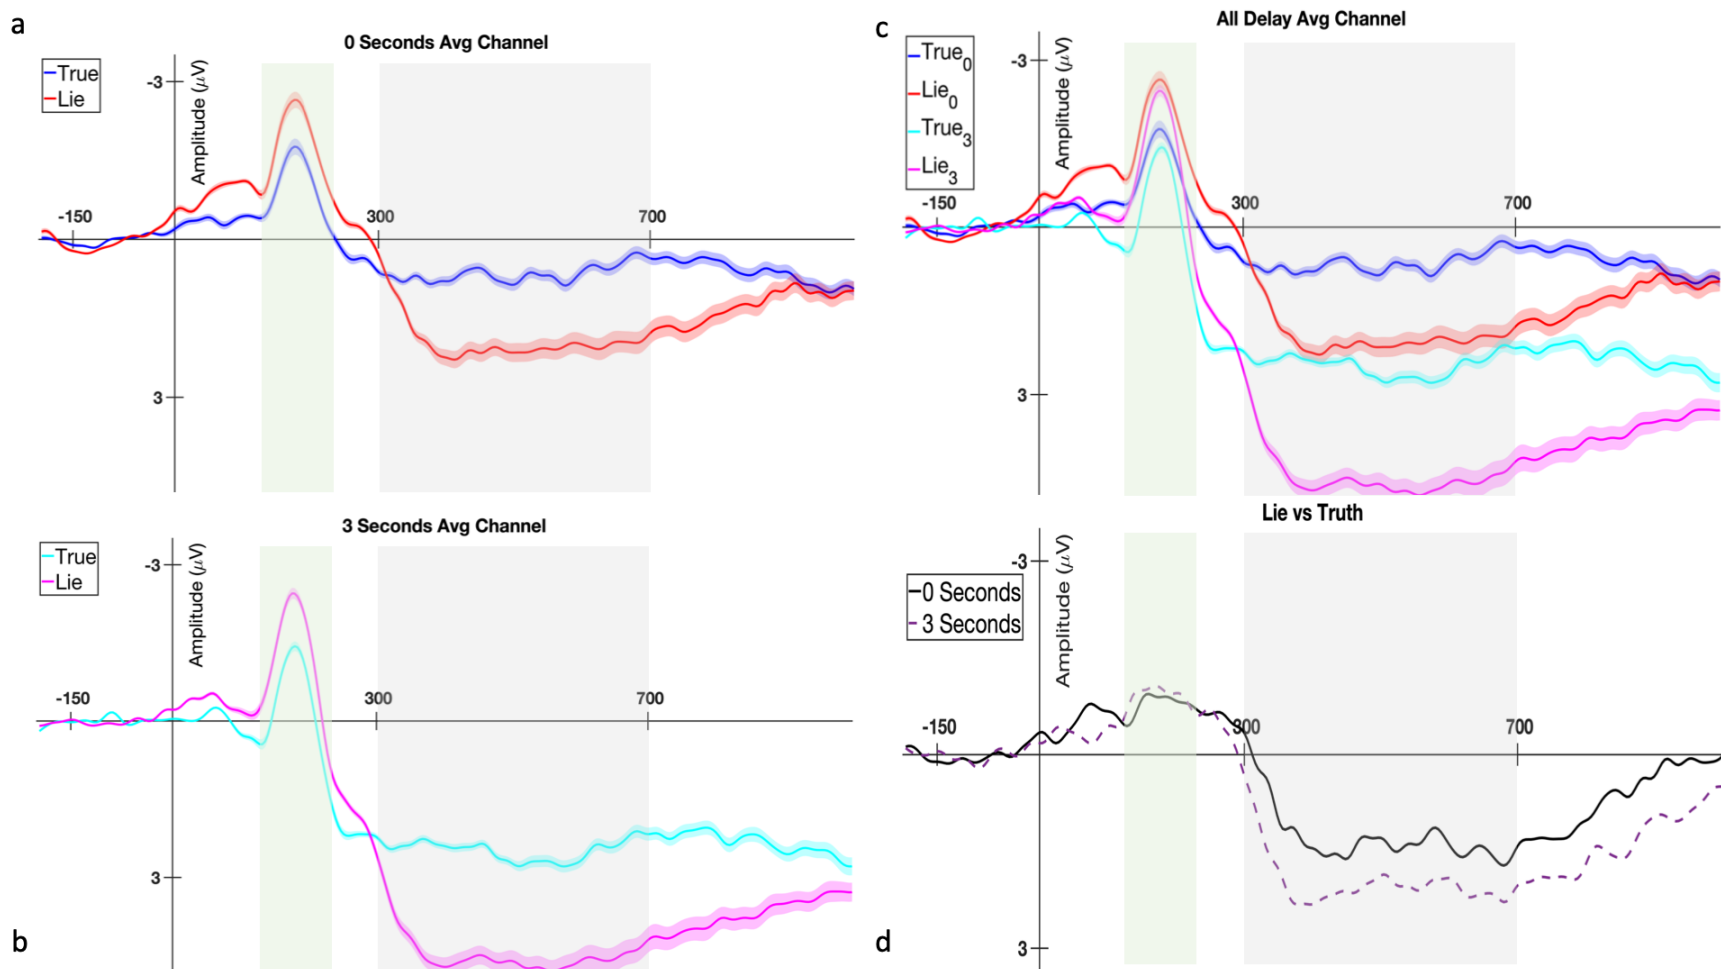 a
0 Seconds Avg Channel
True
Lie
-3
Amplitude (μV)
-150
300
700
3
3 Seconds Avg Channel
True
Lie
-3
Amplitude (μV)
-150
300
700
3
b
c
All Delay Avg Channel
True0
Lie0
True3
Lie3
-3
Amplitude (μV)
-150
300
700
3
Lie vs Truth
0 Seconds
3 Seconds
-3
Amplitude (μV)
-150
300
700
3
d